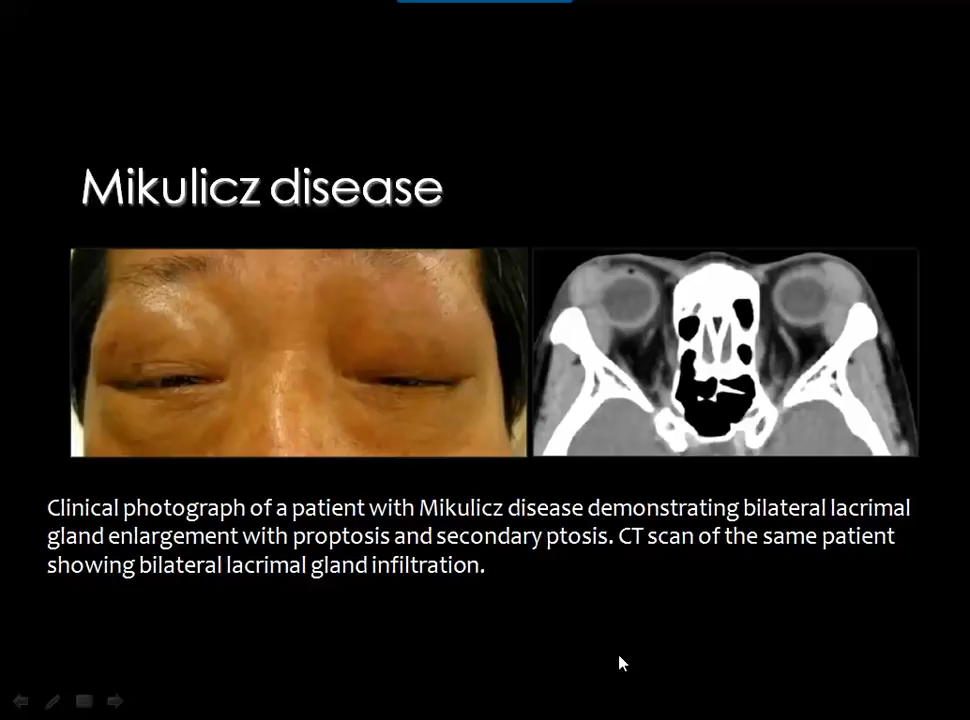 Mikulicz disease
Clinical photograph of a patient with Mikulicz disease demonstrating bilateral lacrimal
gland enlargement with proptosis and secondary ptosis. CT scan of the same patient
showing bilateral lacrimal gland infiltration.